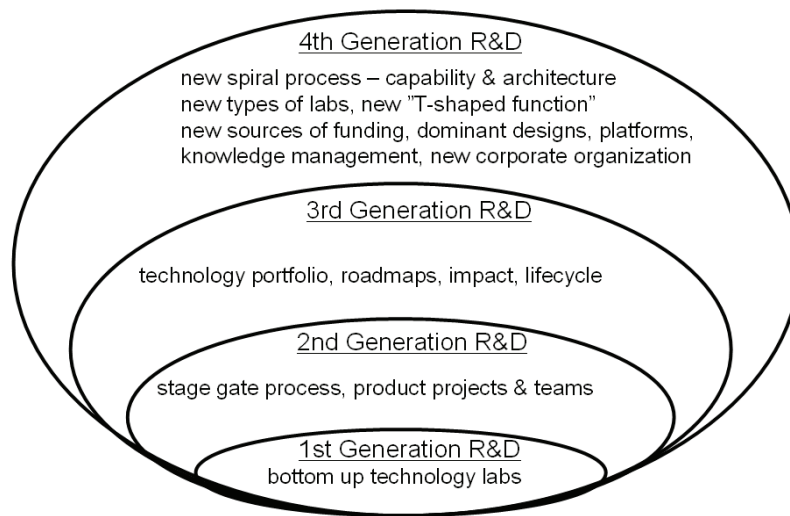 4th Generation R&D
new spiral process – capability & architecture
new types of labs, new ”T-shaped function”
new sources of funding, dominant designs, platforms,
knowledge management, new corporate organization
3rd Generation R&D
technology portfolio, roadmaps, impact, lifecycle
2nd Generation R&D
stage gate process, product projects & teams
1st Generation R&D
bottom up technology labs